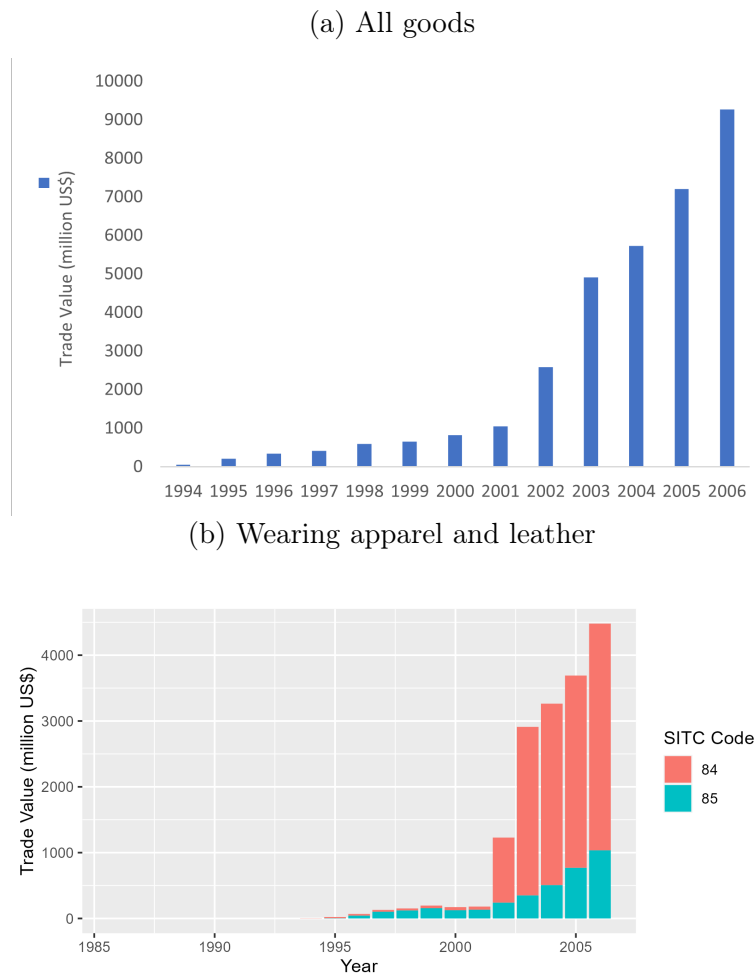 (a) All goods
10000
9000
8000
7000
6000
5000
4000
3000
2000
1000
0
Trade Value (million US$)
1994 1995 1996 1997 1998 1999 2000 2001 2002 2003 2004 2005 2006
(b) Wearing apparel and leather
4000
3000
2000
1000
0
Trade Value (million US$)
1985 1990 1995 2000 2005
Year
SITC Code
84
85